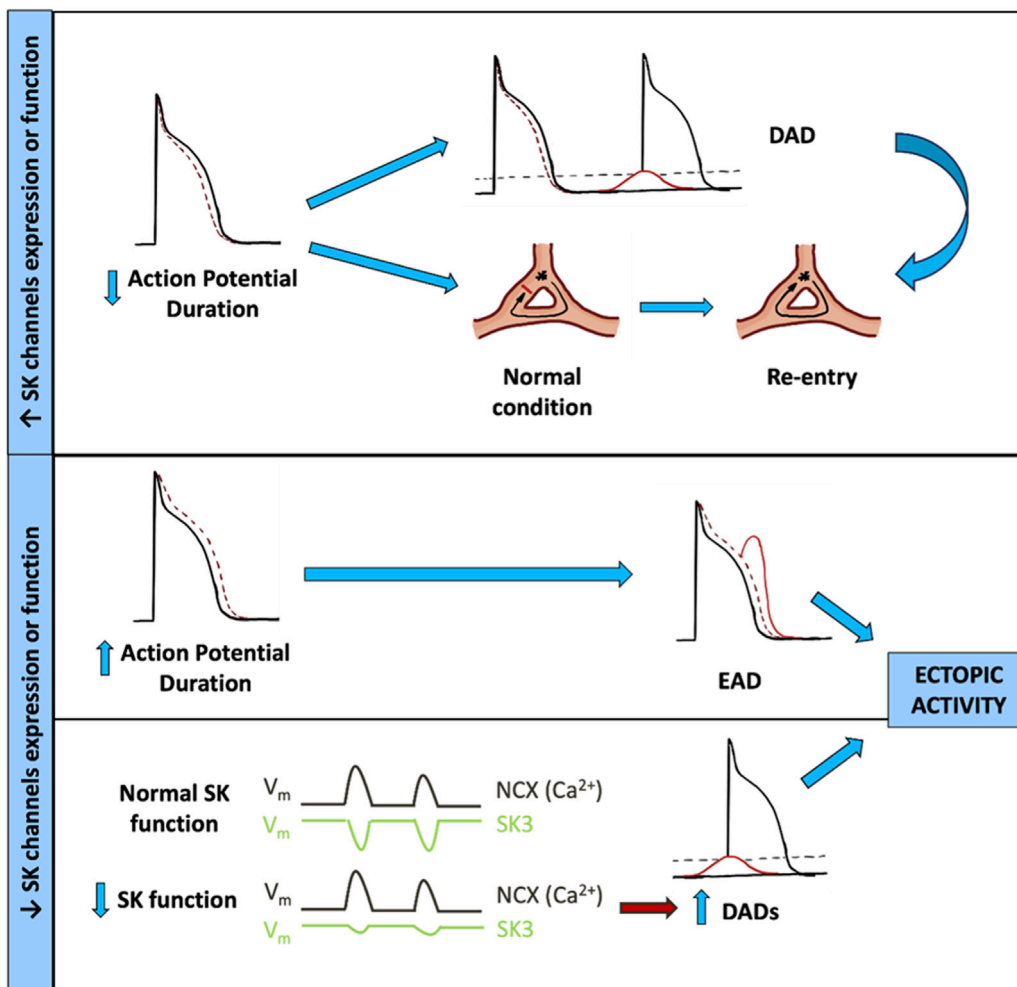 ↑ SK channels expression or function
DAD
Action Potential
Duration
Normal
condition
Re-entry
↓ SK channels expression or function
Action Potential
Duration
EAD
ECTOPIC
ACTIVITY
Normal SK
function
Vm
NCX (Ca²⁺)
Vm
SK3
SK function
Vm
NCX (Ca²⁺)
Vm
SK3
DADs